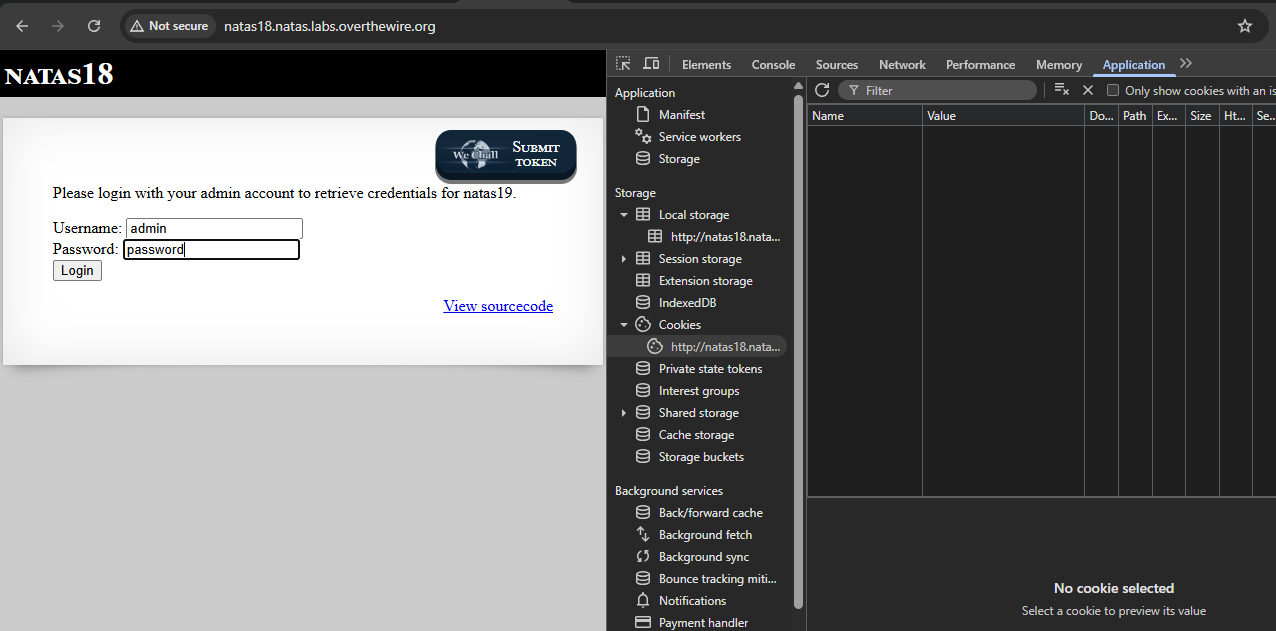 Not secure natas18.natas.labs.overthewire.org
NATAS18
We Chall
SUBMIT
TOKEN
Please login with your admin account to retrieve credentials for natas19.
Username: admin
Password: password
Login
View sourcecode
Elements Console Sources Network Performance Memory Application
Application
Manifest
Service workers
Storage
Storage
Local storage
http://natas18.nata...
Session storage
Extension storage
IndexedDB
Cookies
http://natas18.nata...
Private state tokens
Interest groups
Shared storage
Cache storage
Storage buckets
Background services
Back/forward cache
Background fetch
Background sync
Bounce tracking miti...
Notifications
Payment handler
Filter Only show cookies with an is
Name Value Do... Path Ex... Size Ht... Se...
No cookie selected
Select a cookie to preview its value